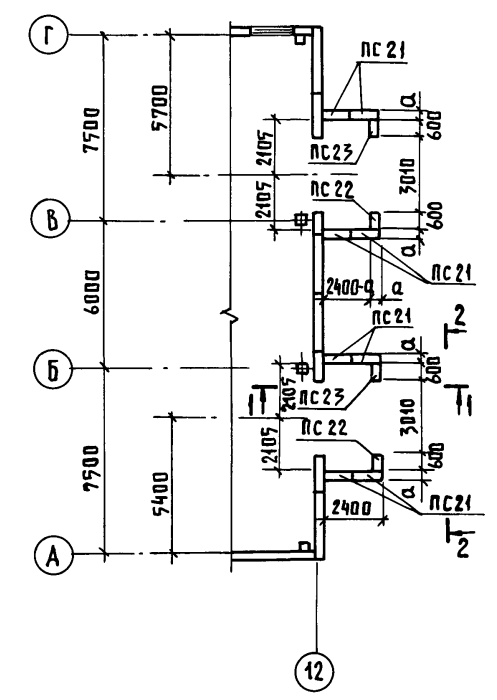 Г
ПС 21
а
600
5700
7500
2105
ПС 23
3010
ПС 22
2105
600
В
а
ПС 21
2400-а
а
6000
ПС 21
2
а
Б
600
2105
1
ПС 23
1
3010
ПС 22
2105
7500
5400
600
а
2400
ПС 21
2
А
12